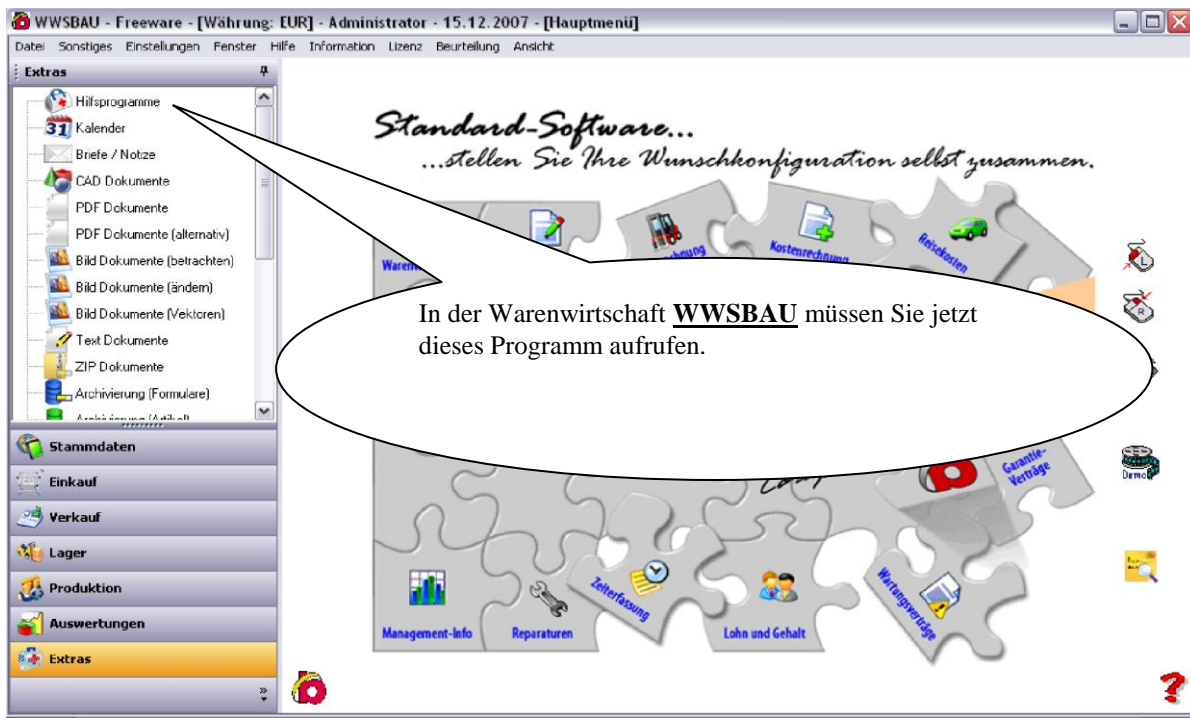 WWSBAU - Freeware - [Währung: EUR] - Administrator - 15.12.2007 - [Hauptmenü]
Datei Sonstiges Einstellungen Fenster Hilfe Information Lizenz Beurteilung Ansicht
Extras
Hilfsprogramme
31 Kalender
Briefe / Notize
CAD Dokumente
PDF Dokumente
PDF Dokumente (alternativ)
Bild Dokumente (betrachten)
Bild Dokumente (ändern)
Bild Dokumente (Vektoren)
Text Dokumente
ZIP Dokumente
Archivierung (Formulare)
Archivierung (Artikel)
Stammdaten
Einkauf
Verkauf
Lager
Produktion
Auswertungen
Extras
Standard-Software...
...stellen Sie Ihre Wunschkonfiguration selbst zusammen.
Kostenrechnung
Reisekosten
L
R
In der Warenwirtschaft WWSBAU müssen Sie jetzt
dieses Programm aufrufen.
Garantie-
Verträge
Demo
Management-Info
Reparaturen
Zeiterfassung
Lohn und Gehalt
Wartungsverträge